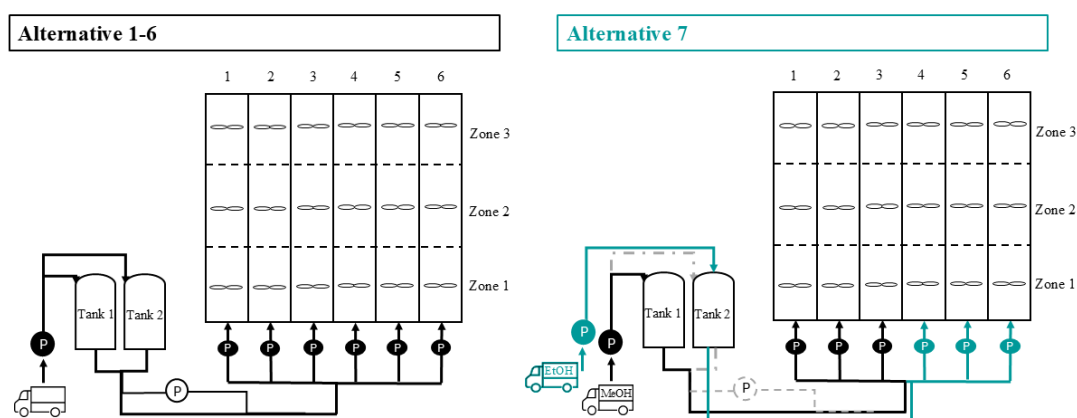 Alternative 1-6
1 2 3 4 5 6
Zone 3
Zone 2
Zone 1
Tank 1 Tank 2
P
P
P P P P P P
Alternative 7
1 2 3 4 5 6
Zone 3
Zone 2
Zone 1
Tank 1 Tank 2
P
P
P
P P P P P P
EtOH
MeOH